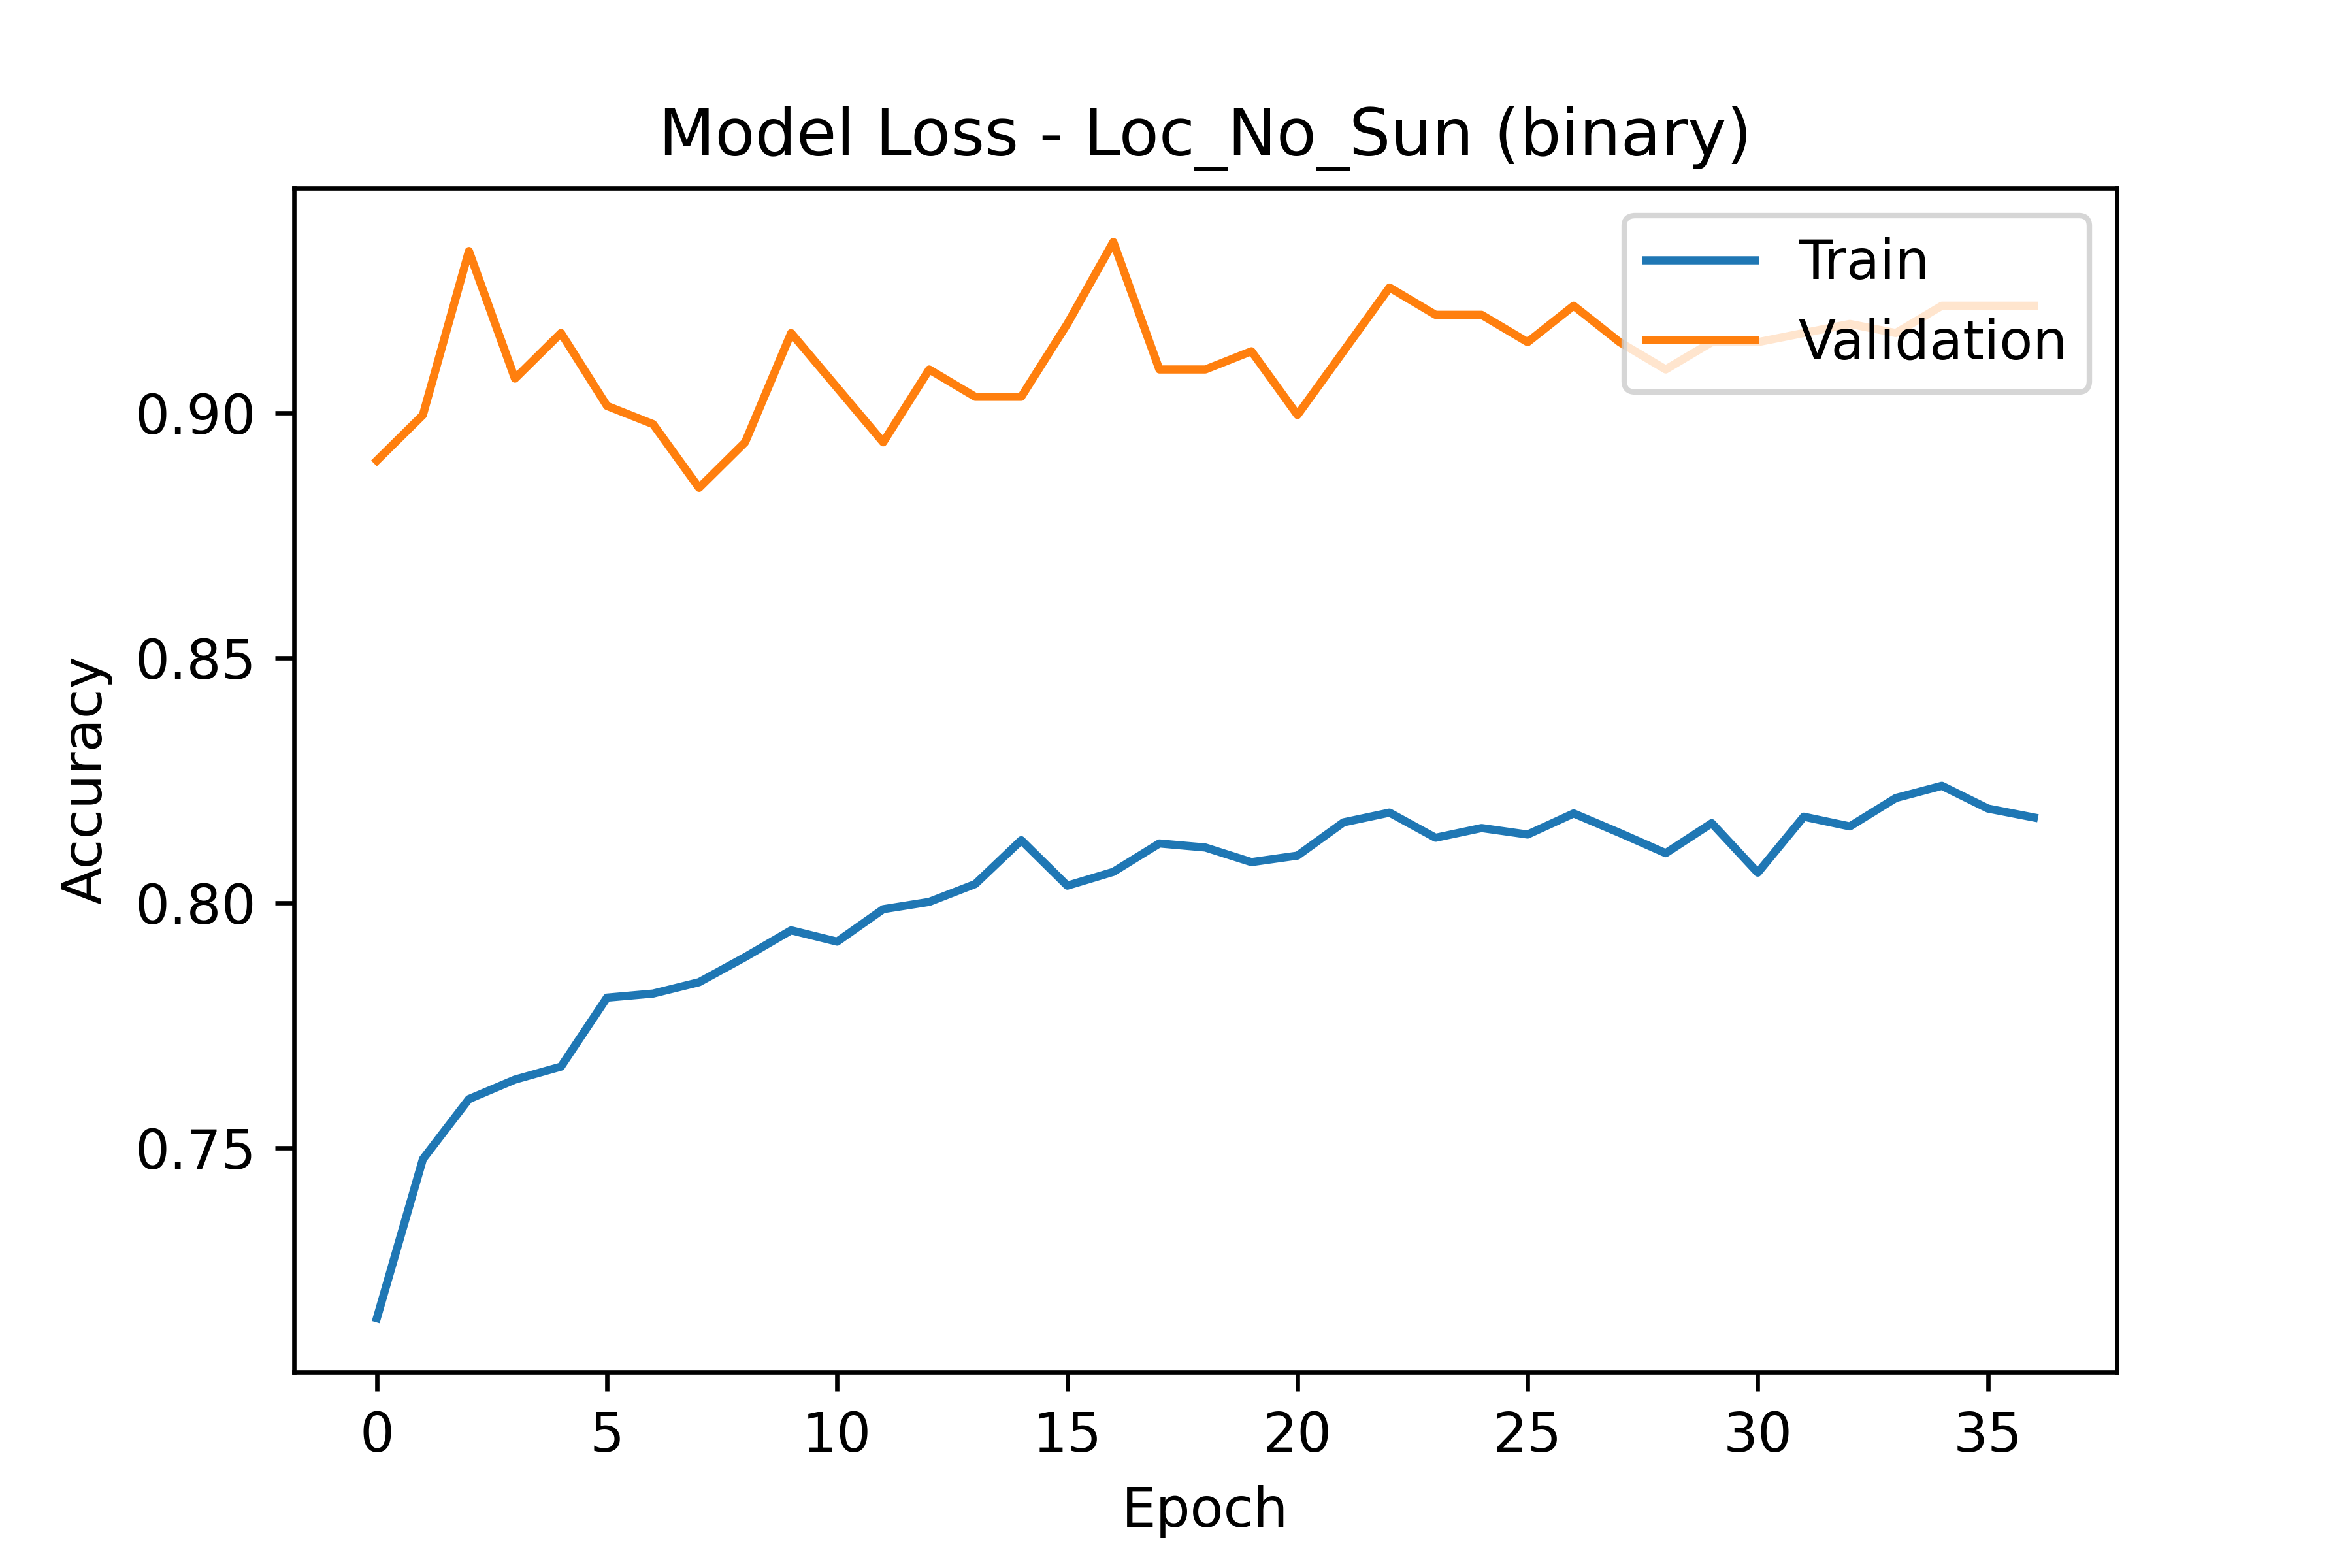 Model Loss - Loc_No_Sun (binary)
Train
Validation
0.90
0.85
0.80
0.75
Accuracy
0
5
10
15
20
25
30
35
Epoch